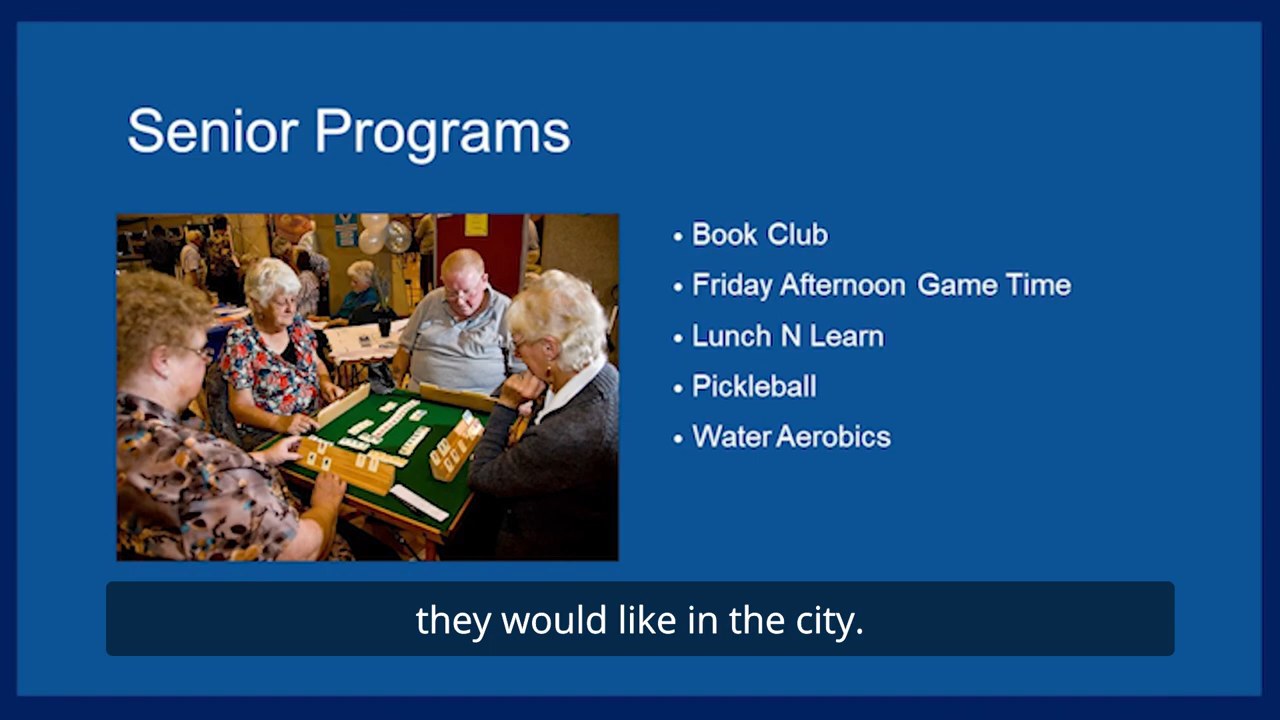 Senior Programs
• Book Club
• Friday Afternoon Game Time
• Lunch N Learn
• Pickleball
• Water Aerobics
they would like in the city.